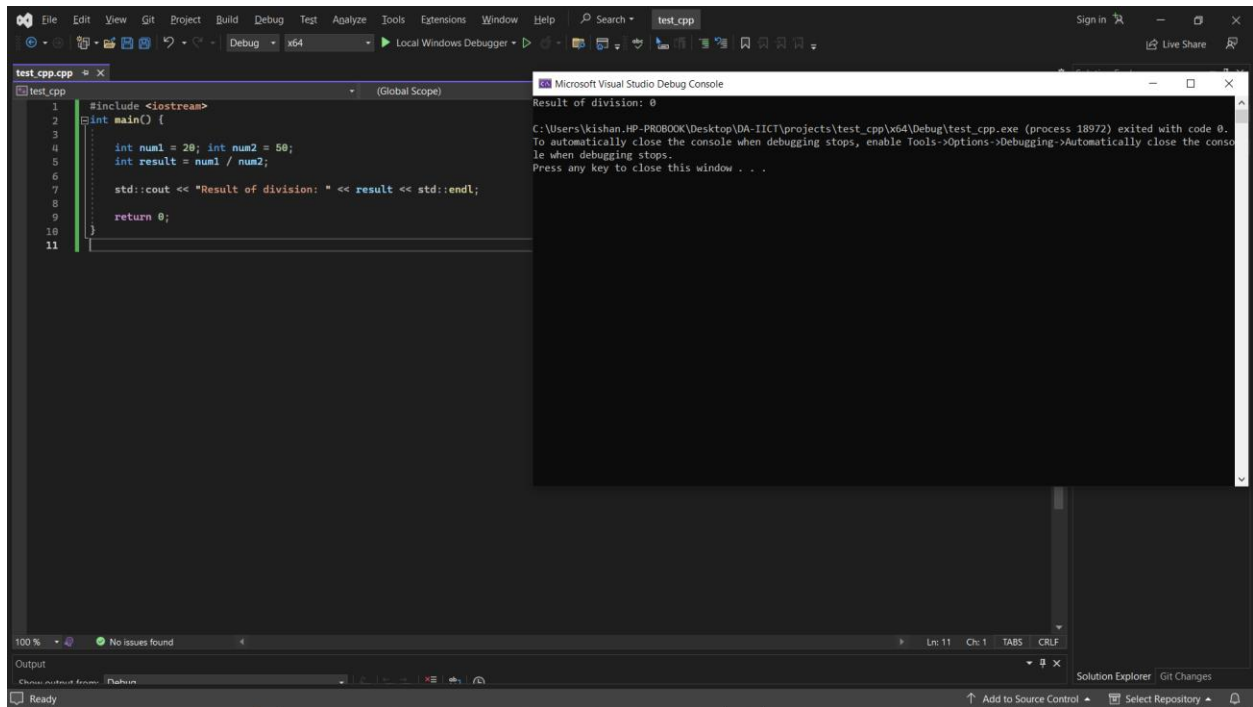 File Edit View Git Project Build Debug Test Analyze Tools Extensions Window Help Search test_cpp Sign in
Debug x64 Local Windows Debugger Live Share
test_cpp.cpp
test_cpp (Global Scope)
1 #include <iostream>
2 int main() {
3
4 int num1 = 20; int num2 = 50;
5 int result = num1 / num2;
6
7 std::cout << "Result of division: " << result << std::endl;
8
9 return 0;
10 }
11
Microsoft Visual Studio Debug Console
Result of division: 0
C:\Users\kishan.HP-PROBOOK\Desktop\DA-IICT\projects\test_cpp\x64\Debug\test_cpp.exe (process 18972) exited with code 0.
To automatically close the console when debugging stops, enable Tools->Options->Debugging->Automatically close the conso
le when debugging stops.
Press any key to close this window . . .
100 % No issues found Ln: 11 Ch: 1 TABS CRLF
Output
Show output from: Debug
Solution Explorer Git Changes
Ready Add to Source Control Select Repository